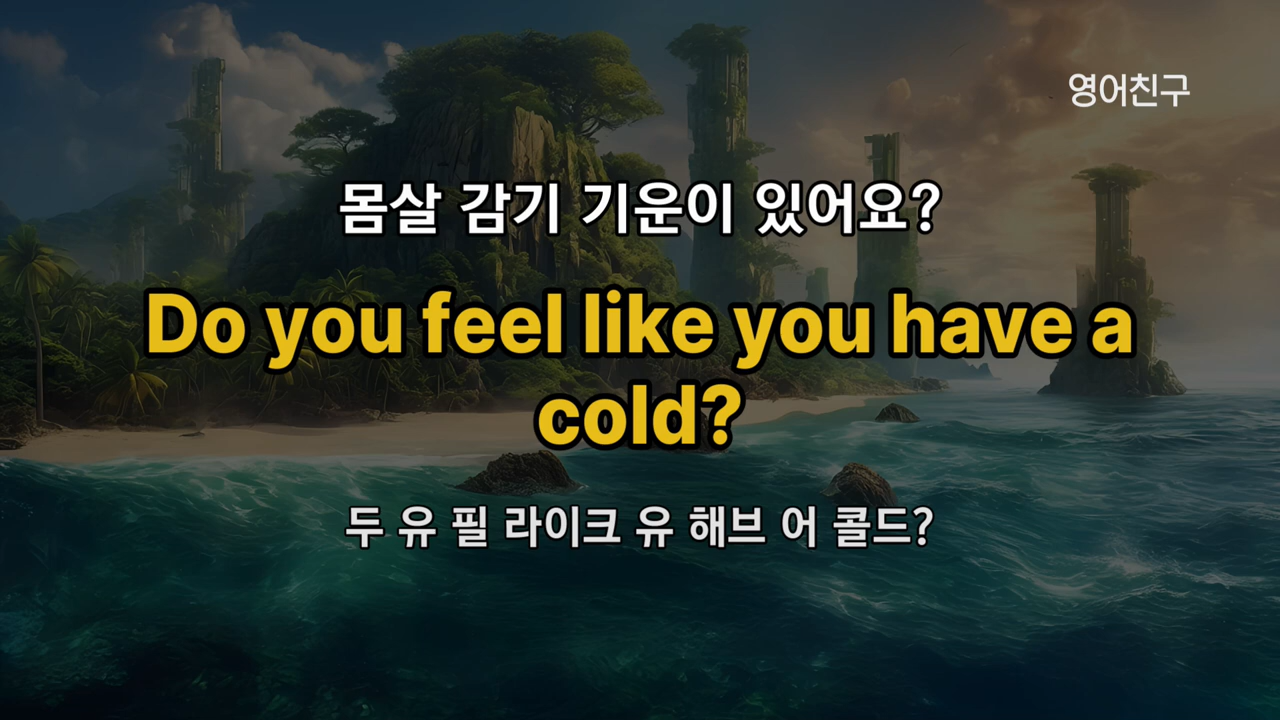 영어친구
몸살 감기 기운이 있어요?
Do you feel like you have a
cold?
두 유 필 라이크 유 해브 어 콜드?